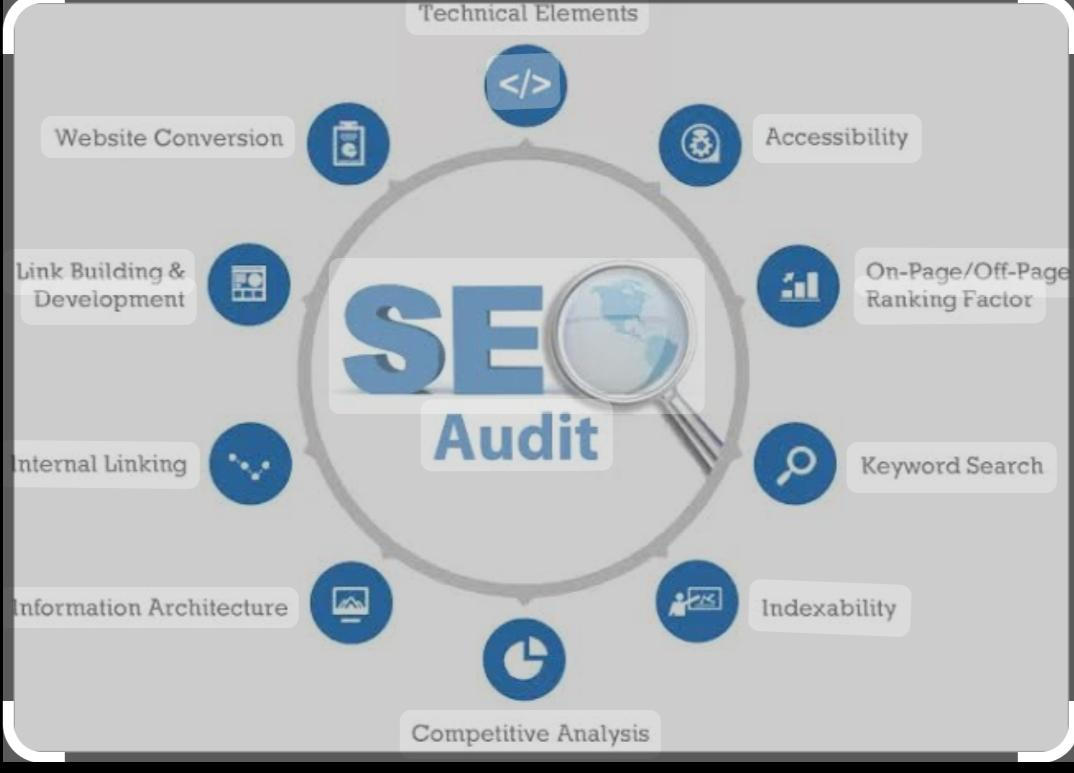 Technical Elements
</>
Website Conversion
Accessibility
Link Building &
Development
On-Page/Off-Page
Ranking Factor
SEO
Audit
Internal Linking
Keyword Search
Information Architecture
Indexability
Competitive Analysis